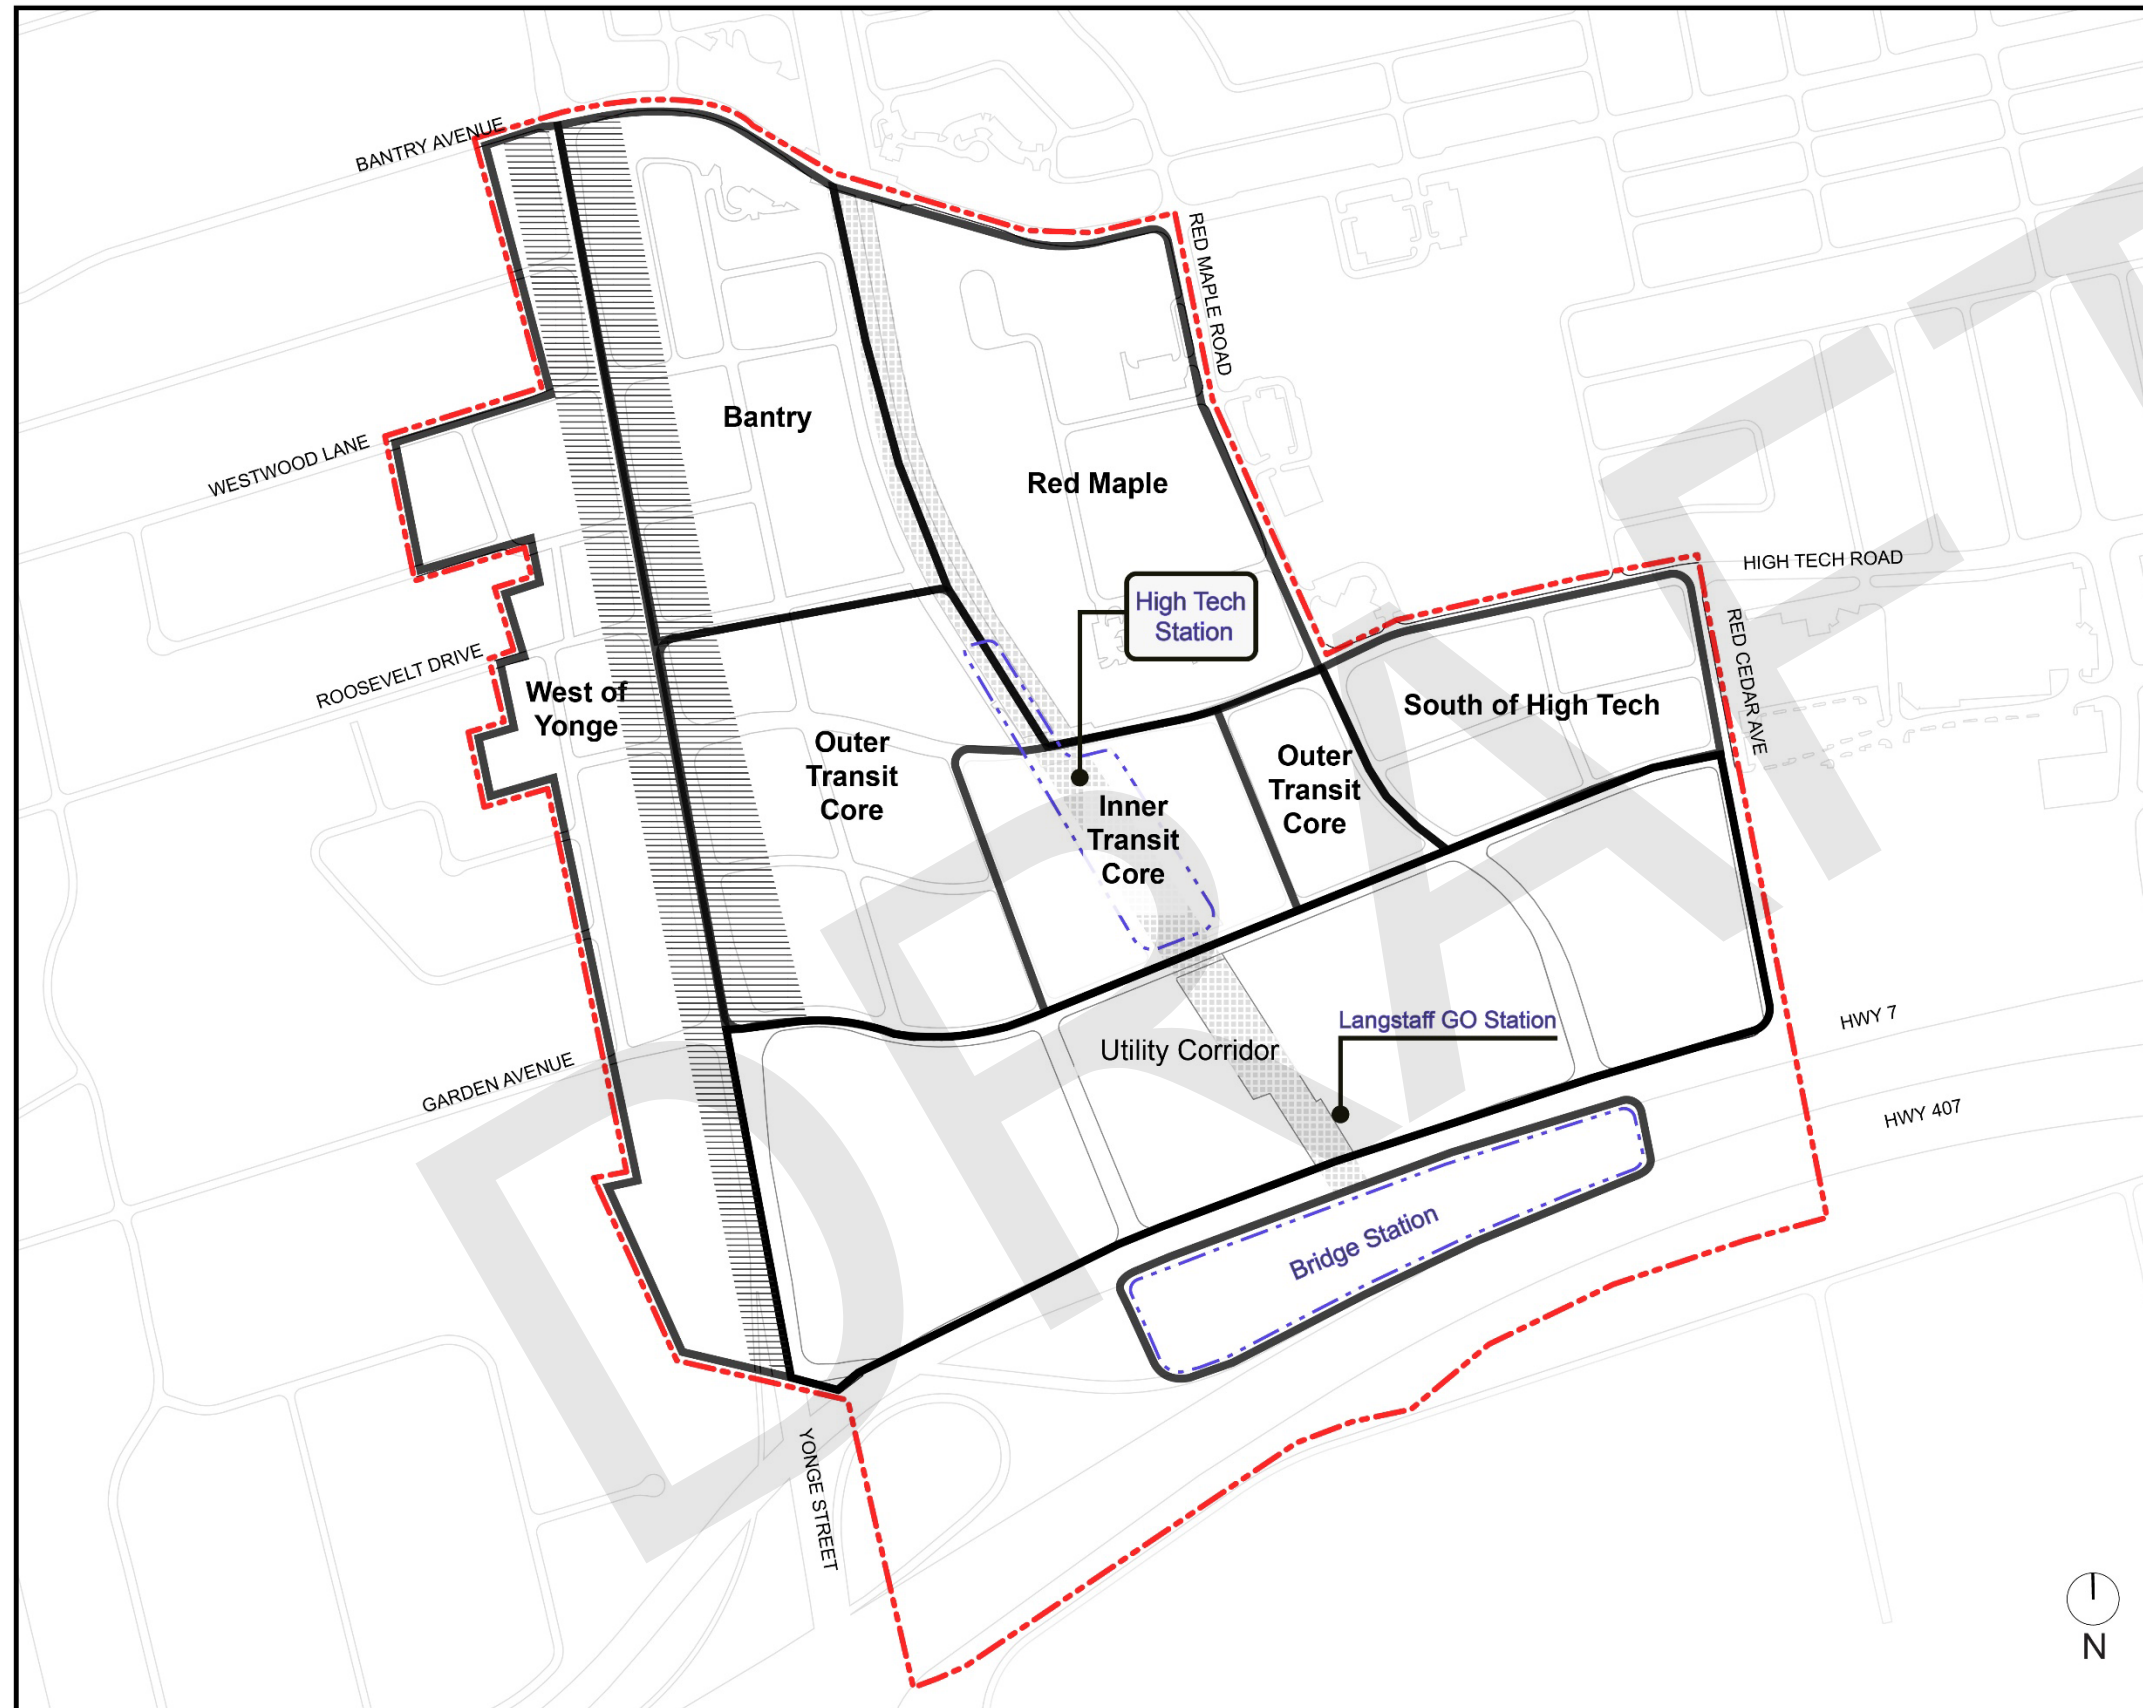 BANTRY AVENUE
RED MAPLE ROAD
Bantry
WESTWOOD LANE
Red Maple
HIGH TECH ROAD
High Tech
Station
RED CEDAR AVE
ROOSEVELT DRIVE
West of
Yonge
South of High Tech
Outer
Transit
Core
Outer
Transit
Core
Inner
Transit
Core
HWY 7
Langstaff GO Station
Utility Corridor
GARDEN AVENUE
HWY 407
Bridge Station
YONGE STREET
N
DRAFT